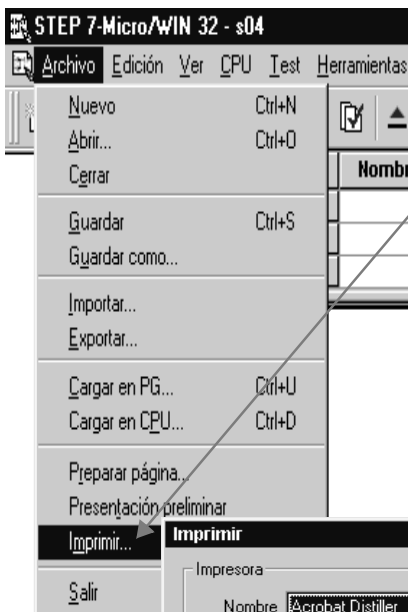 STEP 7-Micro/WIN 32 - s04
Archivo Edición Ver CPU Test Herramientas
Nuevo Ctrl+N
Abrir... Ctrl+O
Cerrar
Guardar Ctrl+S
Guardar como...
Importar...
Exportar...
Cargar en PG... Ctrl+U
Cargar en CPU... Ctrl+D
Preparar página...
Presentación preliminar
Imprimir...
Salir
Imprimir
Impresora
Nombre Acrobat Distiller